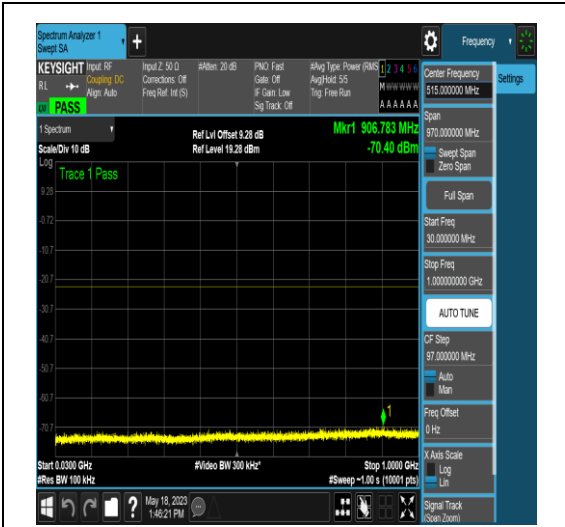 Spectrum Analyzer 1
Swept SA
+
Frequency
KEYSIGHT
Input: RF
Input Z: 50 Ω
#Atten: 20 dB
PNO: Fast
#Avg Type: Power (RMS
1 2 3 4 5 6
RL
Coupling: DC
Corrections: Off
Gate: Off
Avg|Hold: 5/5
M W W W W W
Align: Auto
Freq Ref: Int (S)
IF Gain: Low
Trig: Free Run
Sig Track: Off
A A A A A A
PASS
Center Frequency
515.000000 MHz
Settings
Span
970.000000 MHz
Swept Span
Zero Span
Full Span
Start Freq
30.000000 MHz
Stop Freq
1.000000000 GHz
AUTO TUNE
CF Step
97.000000 MHz
Auto
Man
Freq Offset
0 Hz
X Axis Scale
Log
Lin
Signal Track
(Span Zoom)
1 Spectrum
Scale/Div 10 dB
Ref Lvl Offset 9.28 dB
Ref Level 19.28 dBm
Mkr1 906.783 MHz
-70.40 dBm
Log
Trace 1 Pass
9.28
-0.72
-10.7
-20.7
-30.7
-40.7
-50.7
-60.7
-70.7
1
Start 0.0300 GHz
#Video BW 300 kHz*
Stop 1.0000 GHz
#Res BW 100 kHz
#Sweep ~1.00 s (10001 pts)
?
May 18, 2023
1:46:21 PM